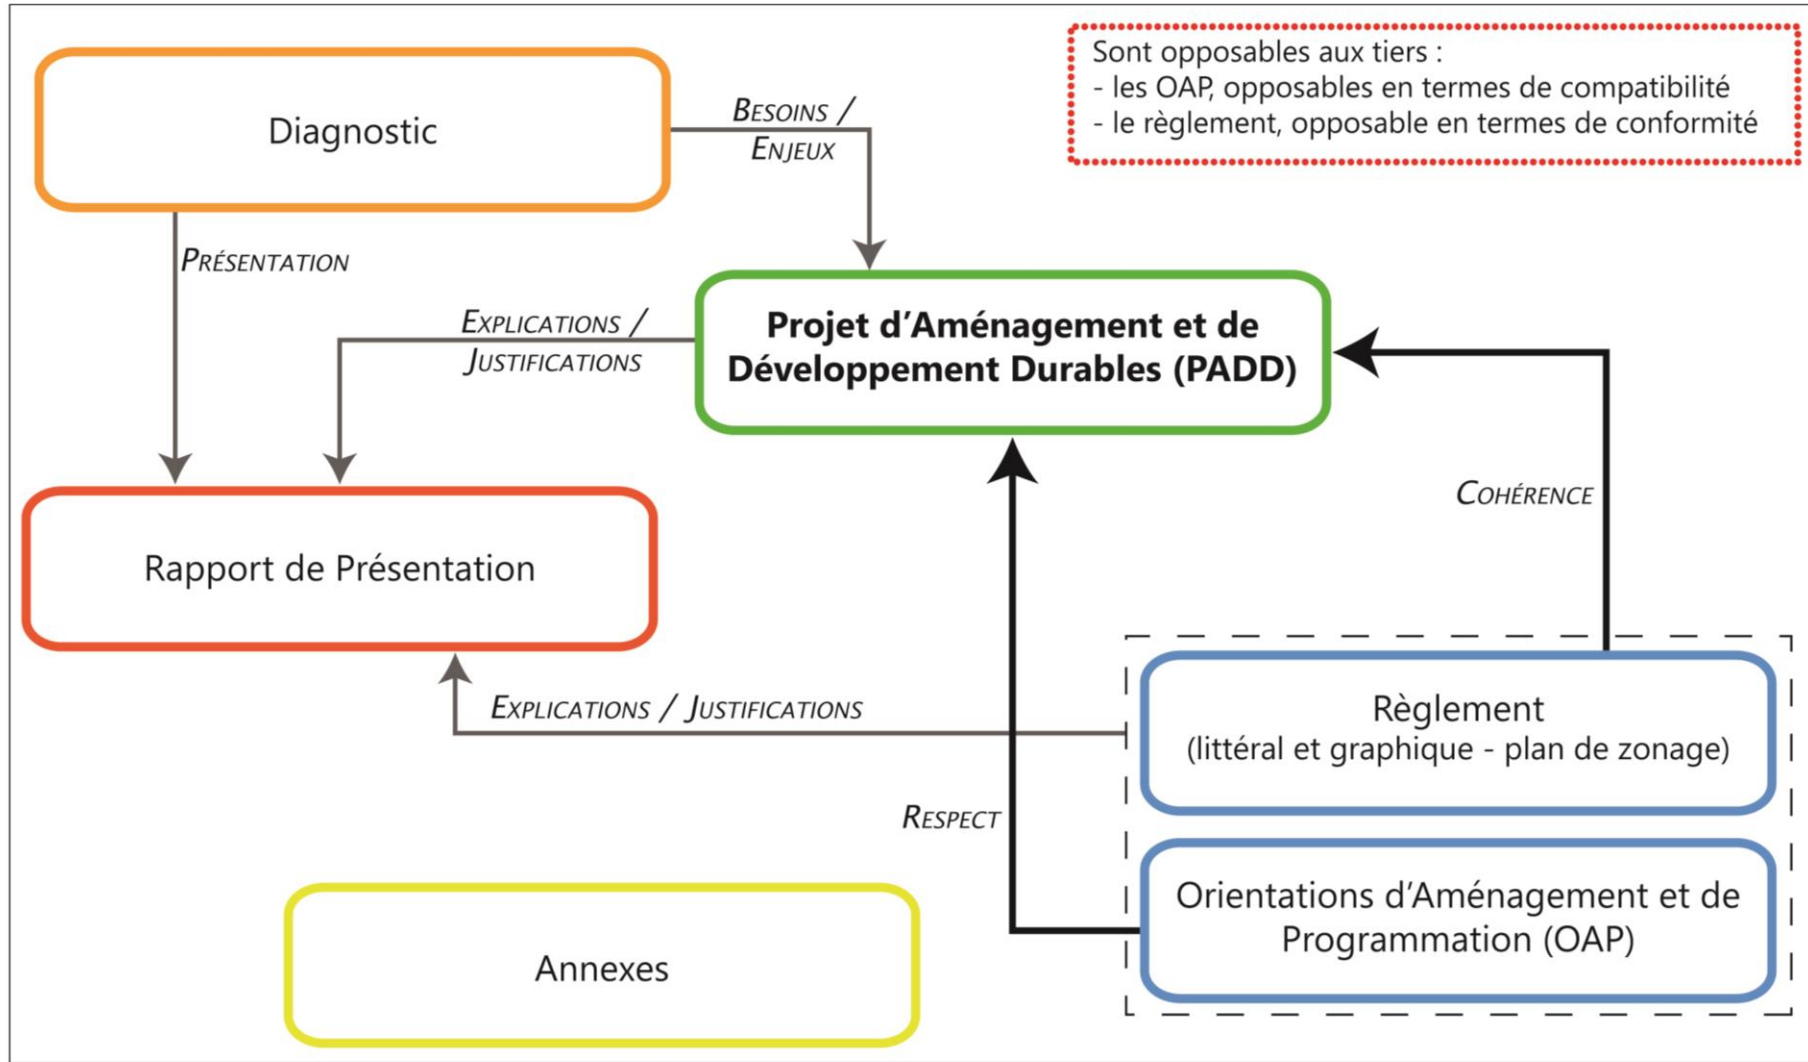 Sont opposables aux tiers :
- les OAP, opposables en termes de compatibilité
- le règlement, opposable en termes de conformité
Diagnostic
BESOINS /
ENJEUX
PRÉSENTATION
EXPLICATIONS /
JUSTIFICATIONS
Projet d’Aménagement et de
Développement Durables (PADD)
COHÉRENCE
Rapport de Présentation
EXPLICATIONS / JUSTIFICATIONS
Règlement
(littéral et graphique - plan de zonage)
RESPECT
Orientations d’Aménagement et de
Programmation (OAP)
Annexes